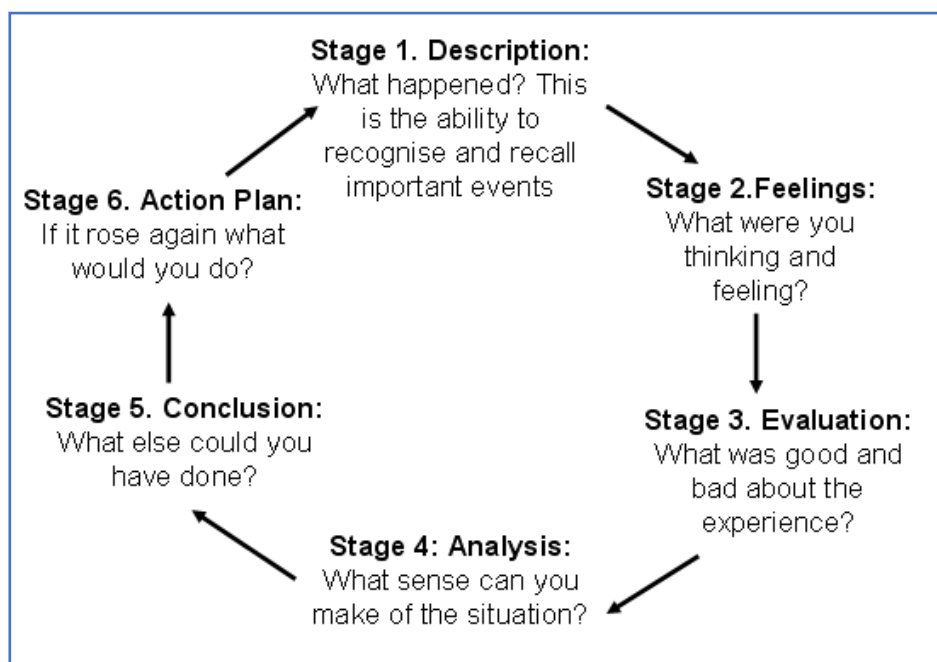 Stage 1. Description:
What happened? This
is the ability to
recognise and recall
important events
Stage 2.Feelings:
What were you
thinking and
feeling?
Stage 3. Evaluation:
What was good and
bad about the
experience?
Stage 4: Analysis:
What sense can you
make of the situation?
Stage 5. Conclusion:
What else could you
have done?
Stage 6. Action Plan:
If it rose again what
would you do?